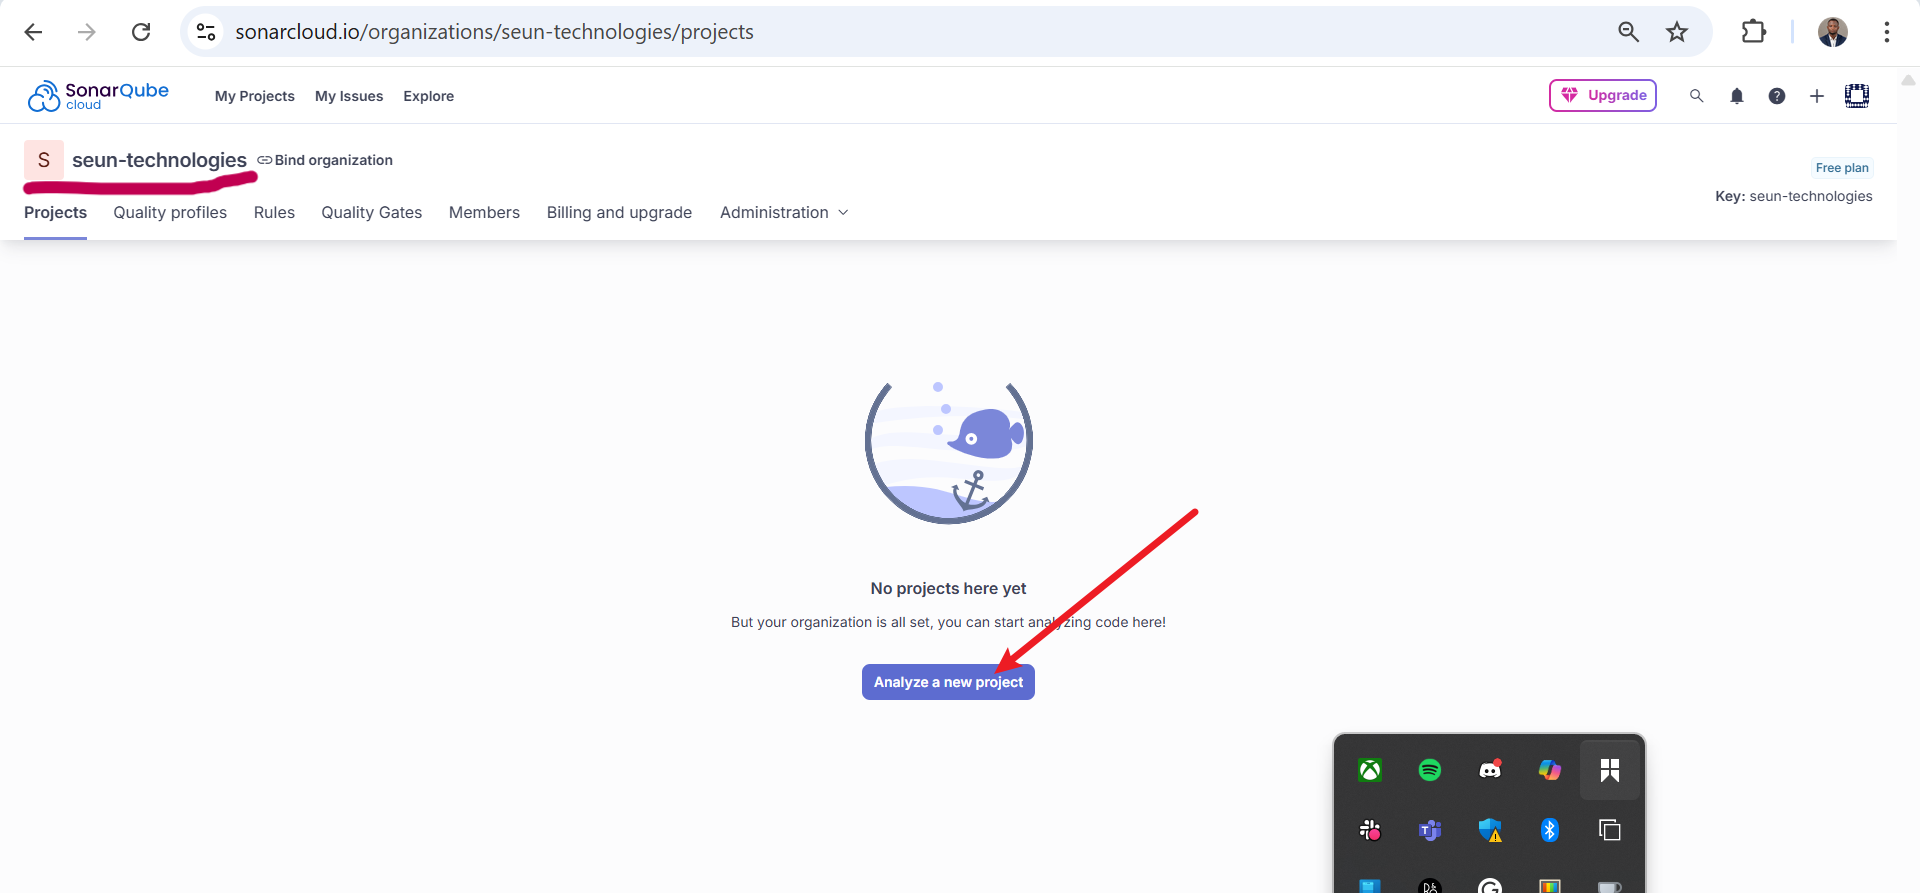 sonarcloud.io/organizations/seun-technologies/projects
SonarQube cloud
My Projects My Issues Explore
Upgrade
S seun-technologies Bind organization
Free plan
Key: seun-technologies
Projects Quality profiles Rules Quality Gates Members Billing and upgrade Administration
No projects here yet
But your organization is all set, you can start analyzing code here!
Analyze a new project